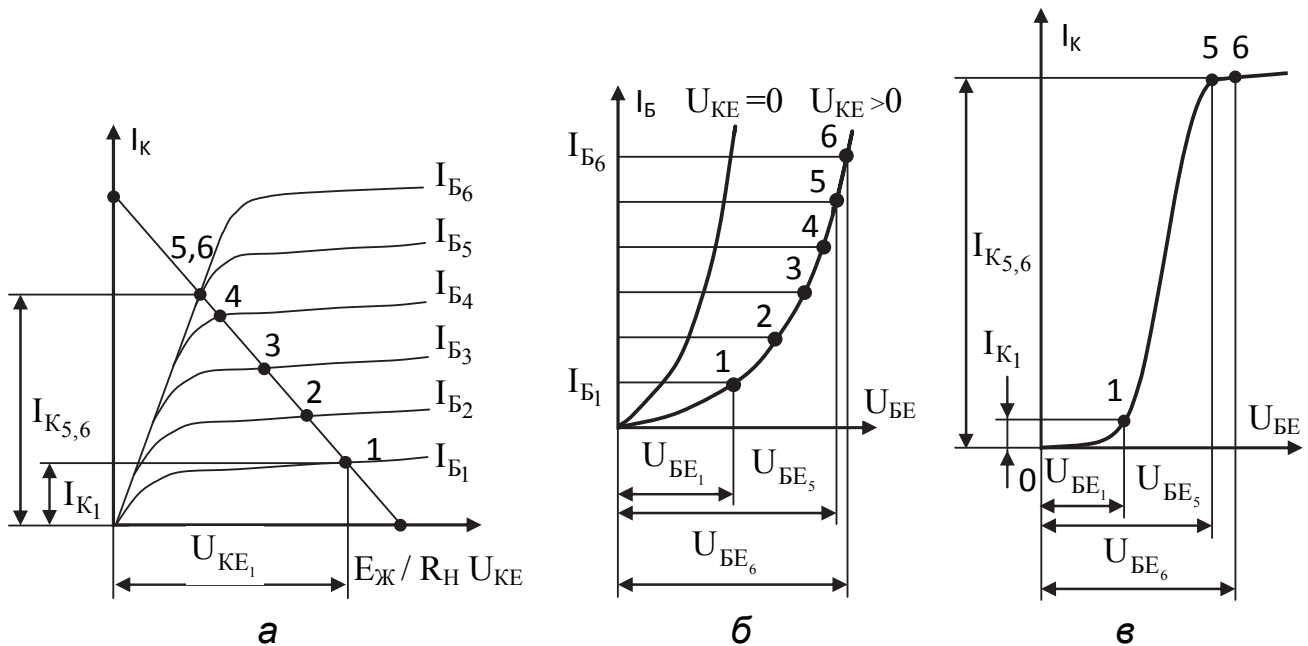 I_К
I_Б6
I_Б5
I_Б4
I_Б3
I_Б2
I_Б1
5,6
4
3
2
1
I_К5,6
I_К1
U_КЕ1
E_Ж / R_Н U_КЕ
а
I_Б
U_КЕ =0
U_КЕ >0
I_Б6
I_Б1
6
5
4
3
2
1
U_БЕ
U_БЕ1
U_БЕ5
U_БЕ6
б
I_К
5 6
I_К5,6
I_К1
1
U_БЕ
0
U_БЕ1
U_БЕ5
U_БЕ6
в